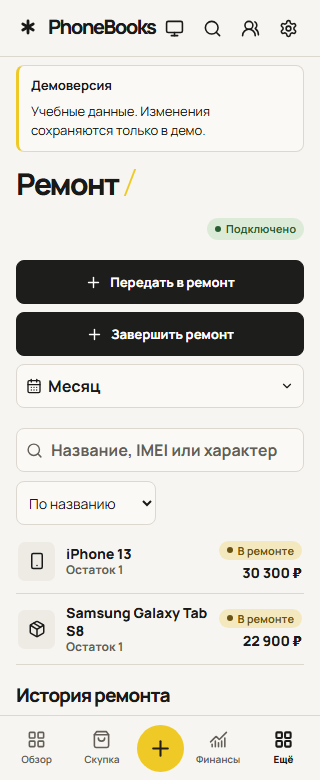 PhoneBooks
Демоверсия
Учебные данные. Изменения
сохраняются только в демо.
Ремонт /
Подключено
Передать в ремонт
Завершить ремонт
Месяц
Название, IMEI или характер
По названию
iPhone 13
Остаток 1
В ремонте
30 300 ₽
Samsung Galaxy Tab
S8
Остаток 1
В ремонте
22 900 ₽
История ремонта
Обзор
Скупка
Финансы
Ещё